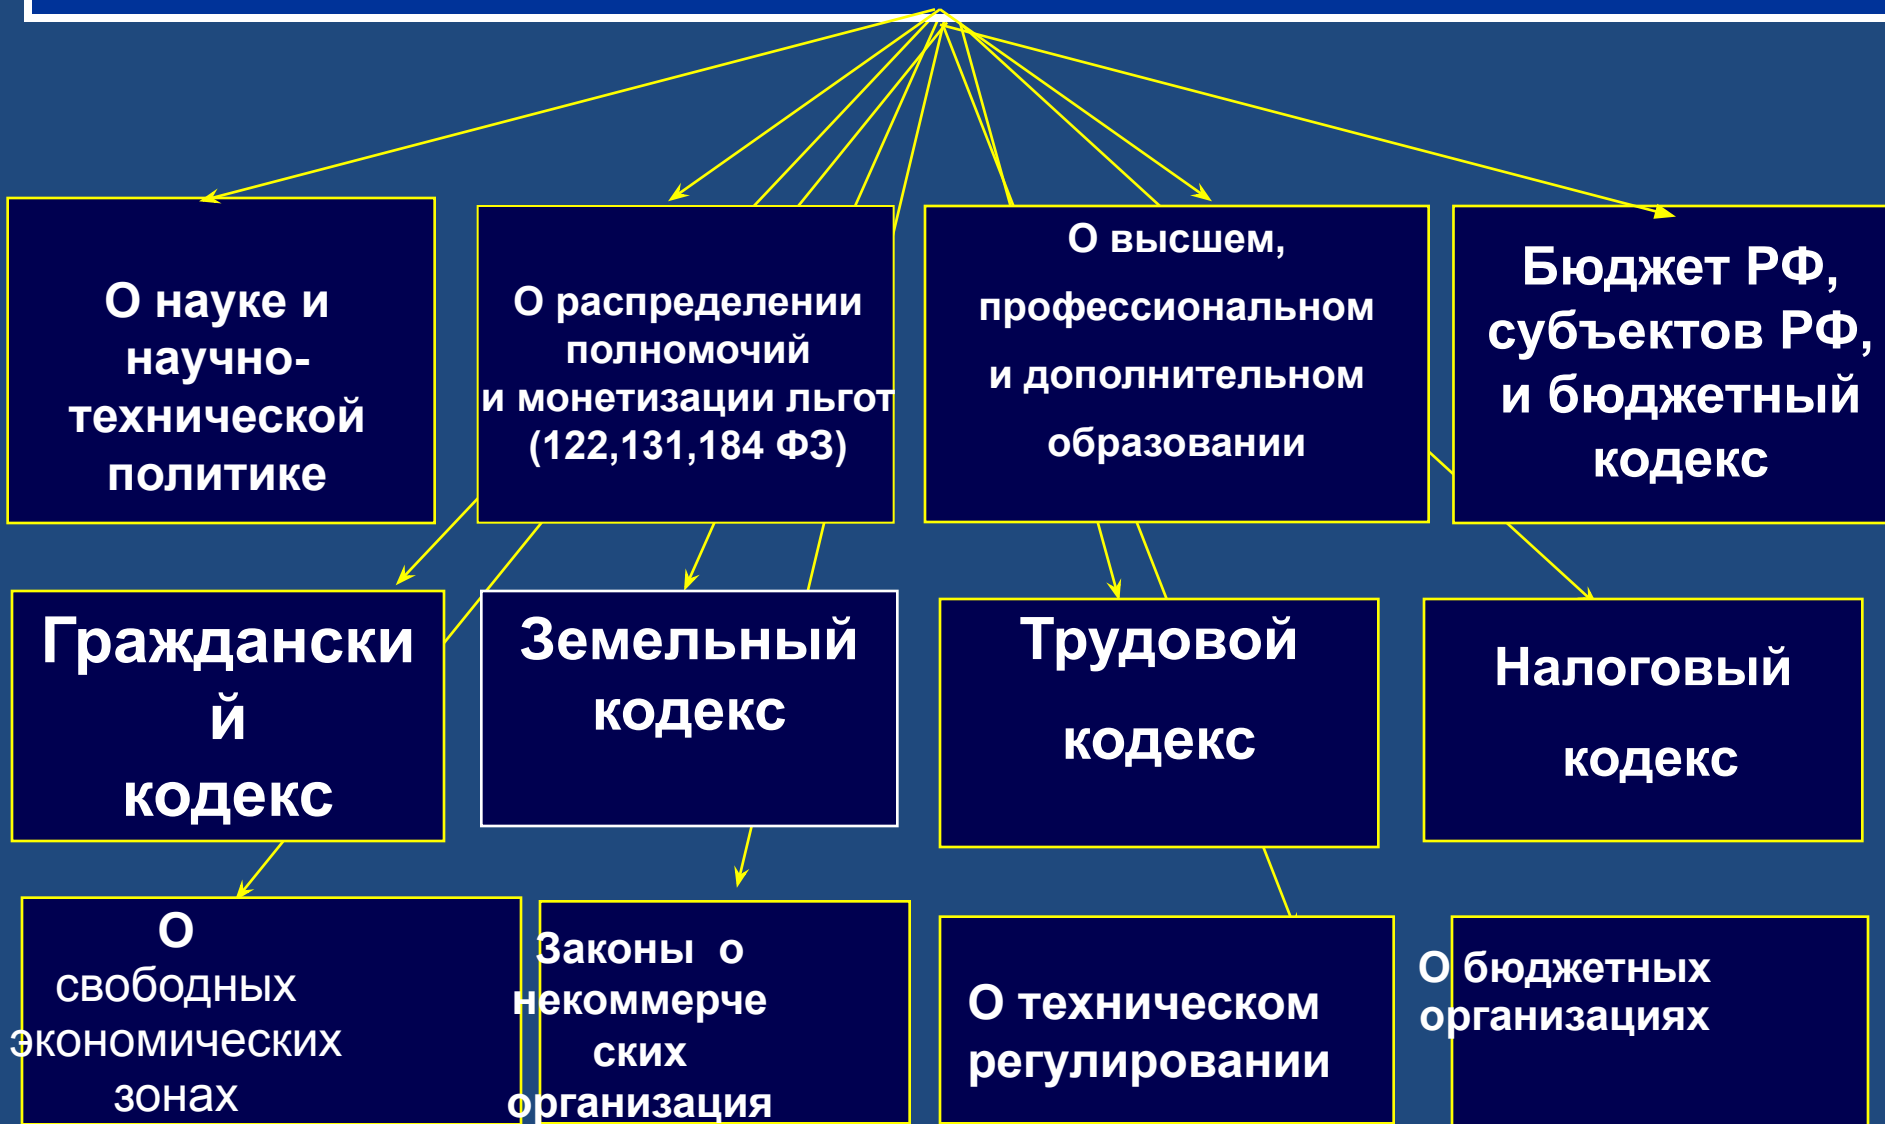 О науке и
научно-
технической
политике
О распределении
полномочий
и монетизации льгот
(122,131,184 ФЗ)
О высшем,
профессиональном
и дополнительном
образовании
Бюджет РФ,
субъектов РФ,
и бюджетный
кодекс
Граждански
й
кодекс
Земельный
кодекс
Трудовой
кодекс
Налоговый
кодекс
О
свободных
экономических
зонах
Законы о
некоммерче
ских
организация
О техническом
регулировании
О бюджетных
организациях